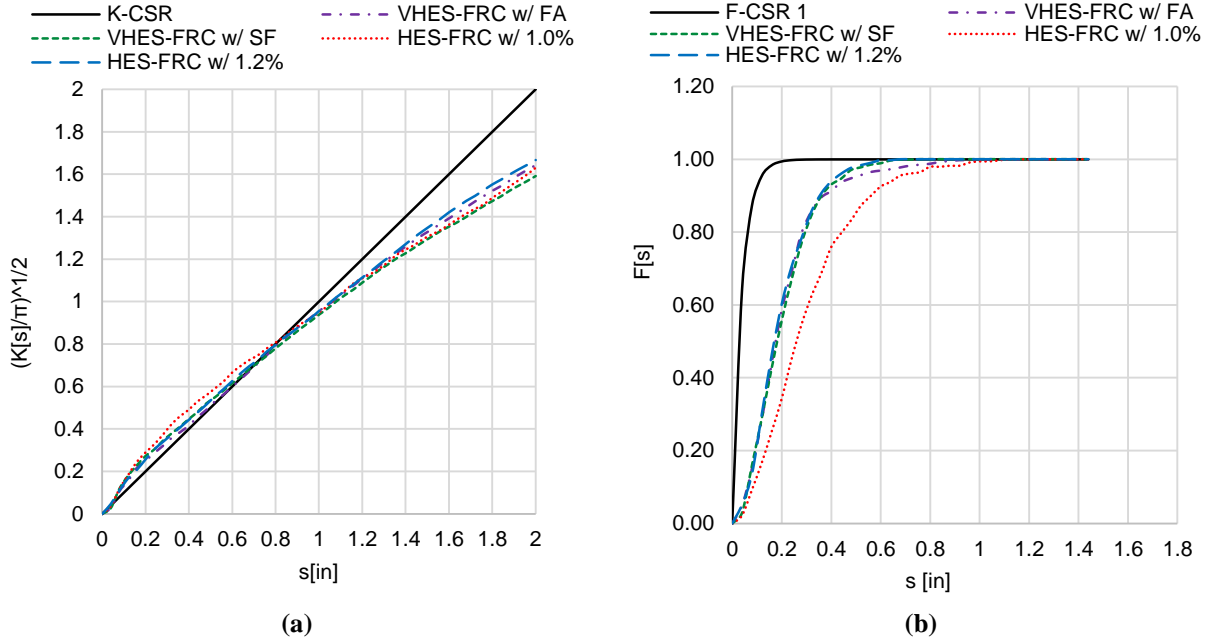 K-CSR
VHES-FRC w/ FA
VHES-FRC w/ SF
HES-FRC w/ 1.0%
HES-FRC w/ 1.2%
2
1.8
1.6
1.4
1.2
1
0.8
0.6
0.4
0.2
0
(K[s]/π)^1/2
0 0.2 0.4 0.6 0.8 1 1.2 1.4 1.6 1.8 2
s[in]
(a)
F-CSR 1
VHES-FRC w/ FA
VHES-FRC w/ SF
HES-FRC w/ 1.0%
HES-FRC w/ 1.2%
1.20
1.00
0.80
0.60
0.40
0.20
0.00
F[s]
0 0.2 0.4 0.6 0.8 1 1.2 1.4 1.6 1.8
s [in]
(b)